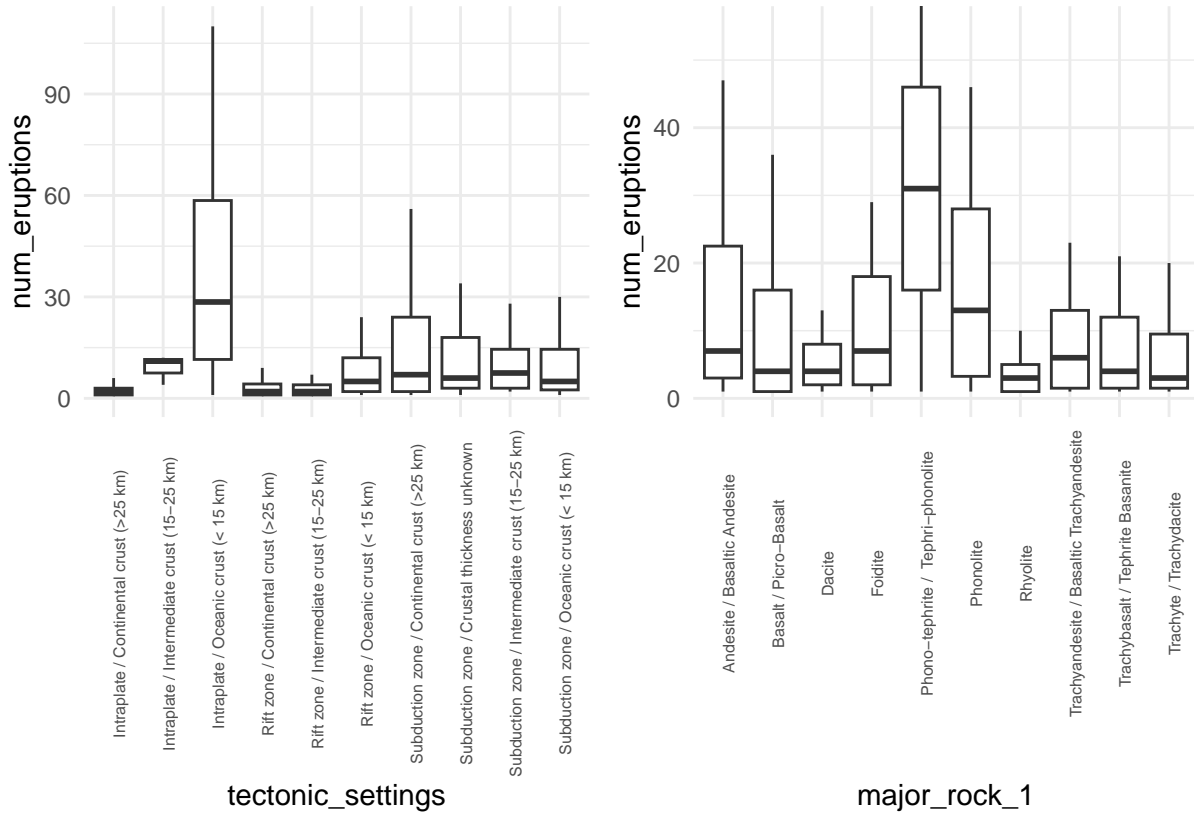 num_eruptions
90
60
30
0
Intraplate / Continental crust (>25 km)
Intraplate / Intermediate crust (15−25 km)
Intraplate / Oceanic crust (< 15 km)
Rift zone / Continental crust (>25 km)
Rift zone / Intermediate crust (15−25 km)
Rift zone / Oceanic crust (< 15 km)
Subduction zone / Continental crust (>25 km)
Subduction zone / Crustal thickness unknown
Subduction zone / Intermediate crust (15−25 km)
Subduction zone / Oceanic crust (< 15 km)
tectonic_settings
num_eruptions
40
20
0
Andesite / Basaltic Andesite
Basalt / Picro−Basalt
Dacite
Foidite
Phono−tephrite / Tephri−phonolite
Phonolite
Rhyolite
Trachyandesite / Basaltic Trachyandesite
Trachybasalt / Tephrite Basanite
Trachyte / Trachydacite
major_rock_1